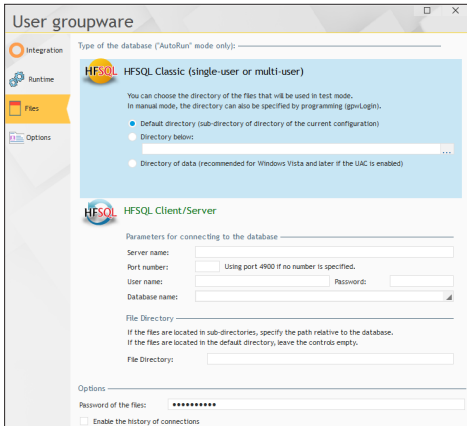 User groupware
Integration
Runtime
Files
Options
Type of the database ("AutoRun" mode only):
HFSQL
HFSQL Classic (single-user or multi-user)
You can choose the directory of the files that will be used in test mode.
In manual mode, the directory can also be specified by programming (gpwLogin).
Default directory (sub-directory of directory of the current configuration)
Directory below:
...
Directory of data (recommended for Windows Vista and later if the UAC is enabled)
HFSQL
HFSQL Client/Server
Parameters for connecting to the database
Server name:
Port number: Using port 4900 if no number is specified.
User name: Password:
Database name:
File Directory
If the files are located in sub-directories, specify the path relative to the database.
If the files are located in the default directory, leave the controls empty.
File Directory:
Options
Password of the files: ••••••••••
Enable the history of connections